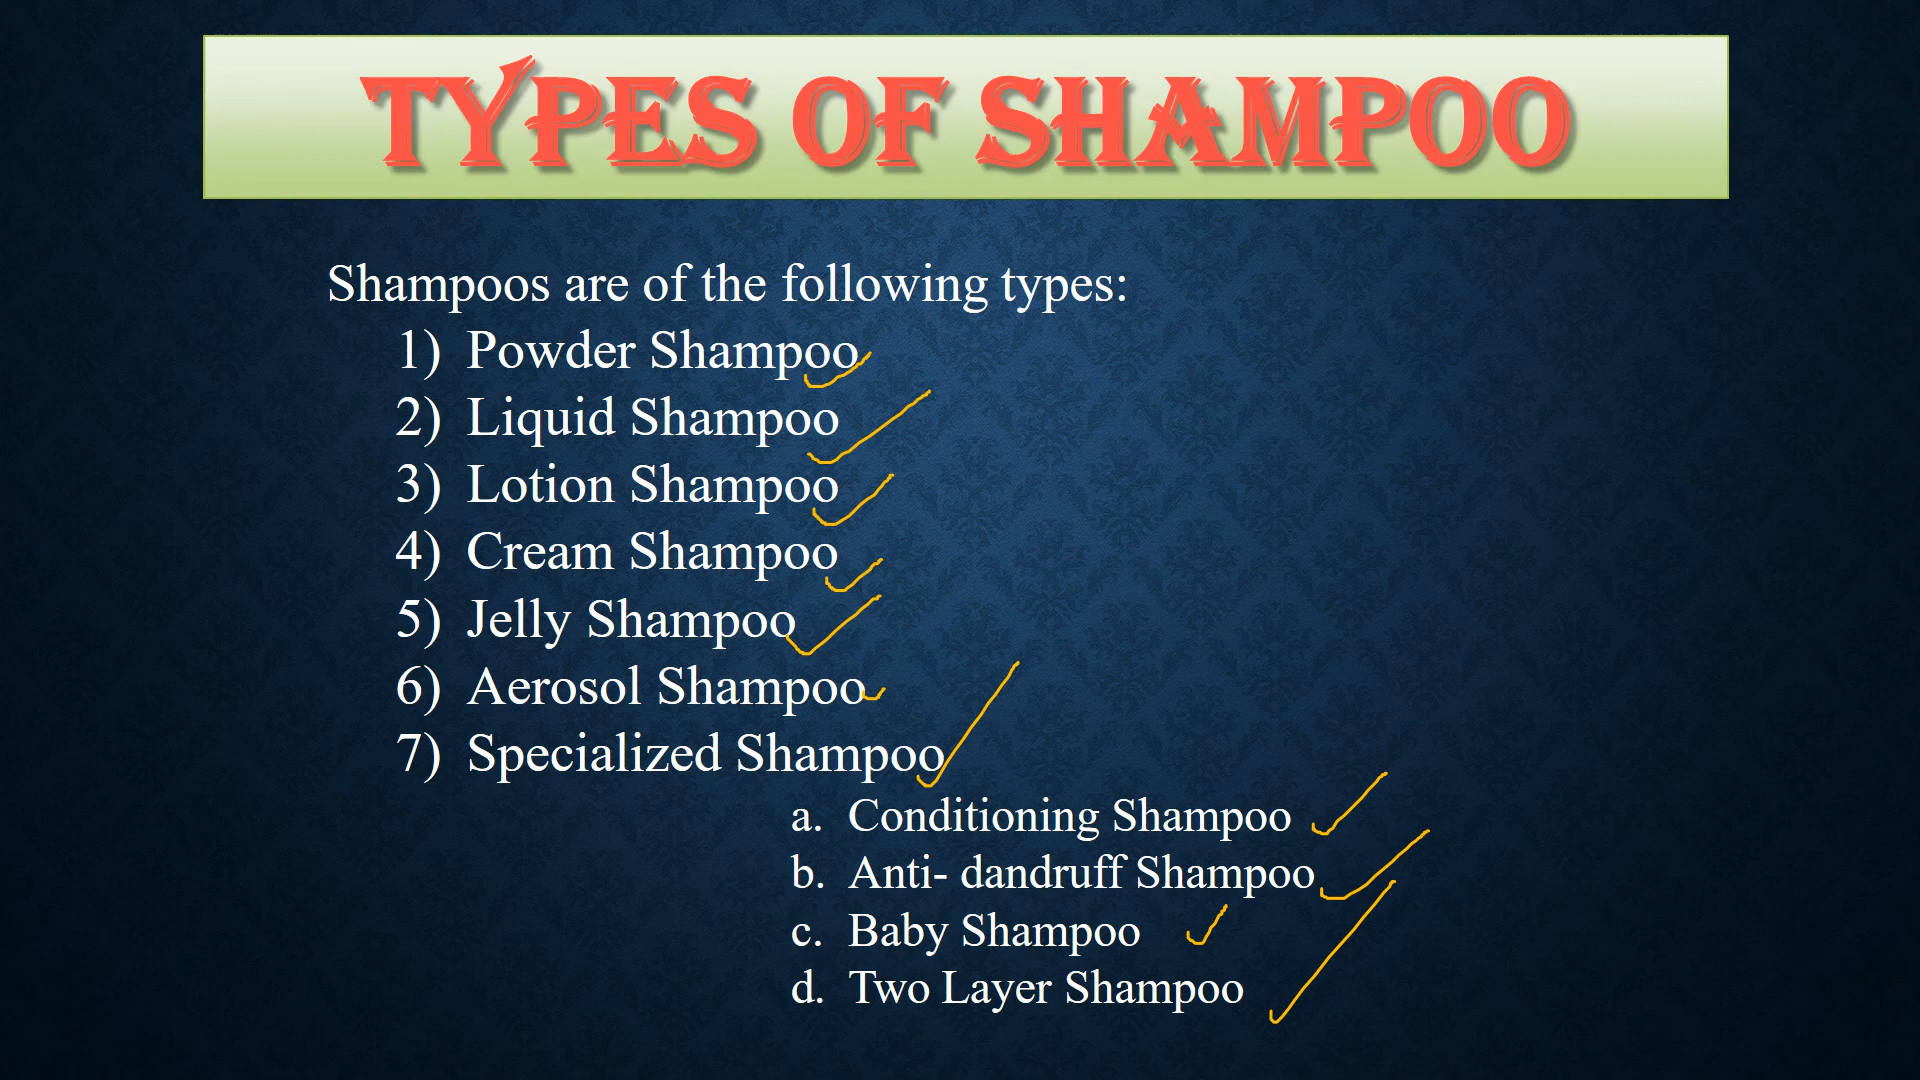 TYPES OF SHAMPOO
Shampoos are of the following types:
1) Powder Shampoo
2) Liquid Shampoo
3) Lotion Shampoo
4) Cream Shampoo
5) Jelly Shampoo
6) Aerosol Shampoo
7) Specialized Shampoo
a. Conditioning Shampoo
b. Anti- dandruff Shampoo
c. Baby Shampoo
d. Two Layer Shampoo